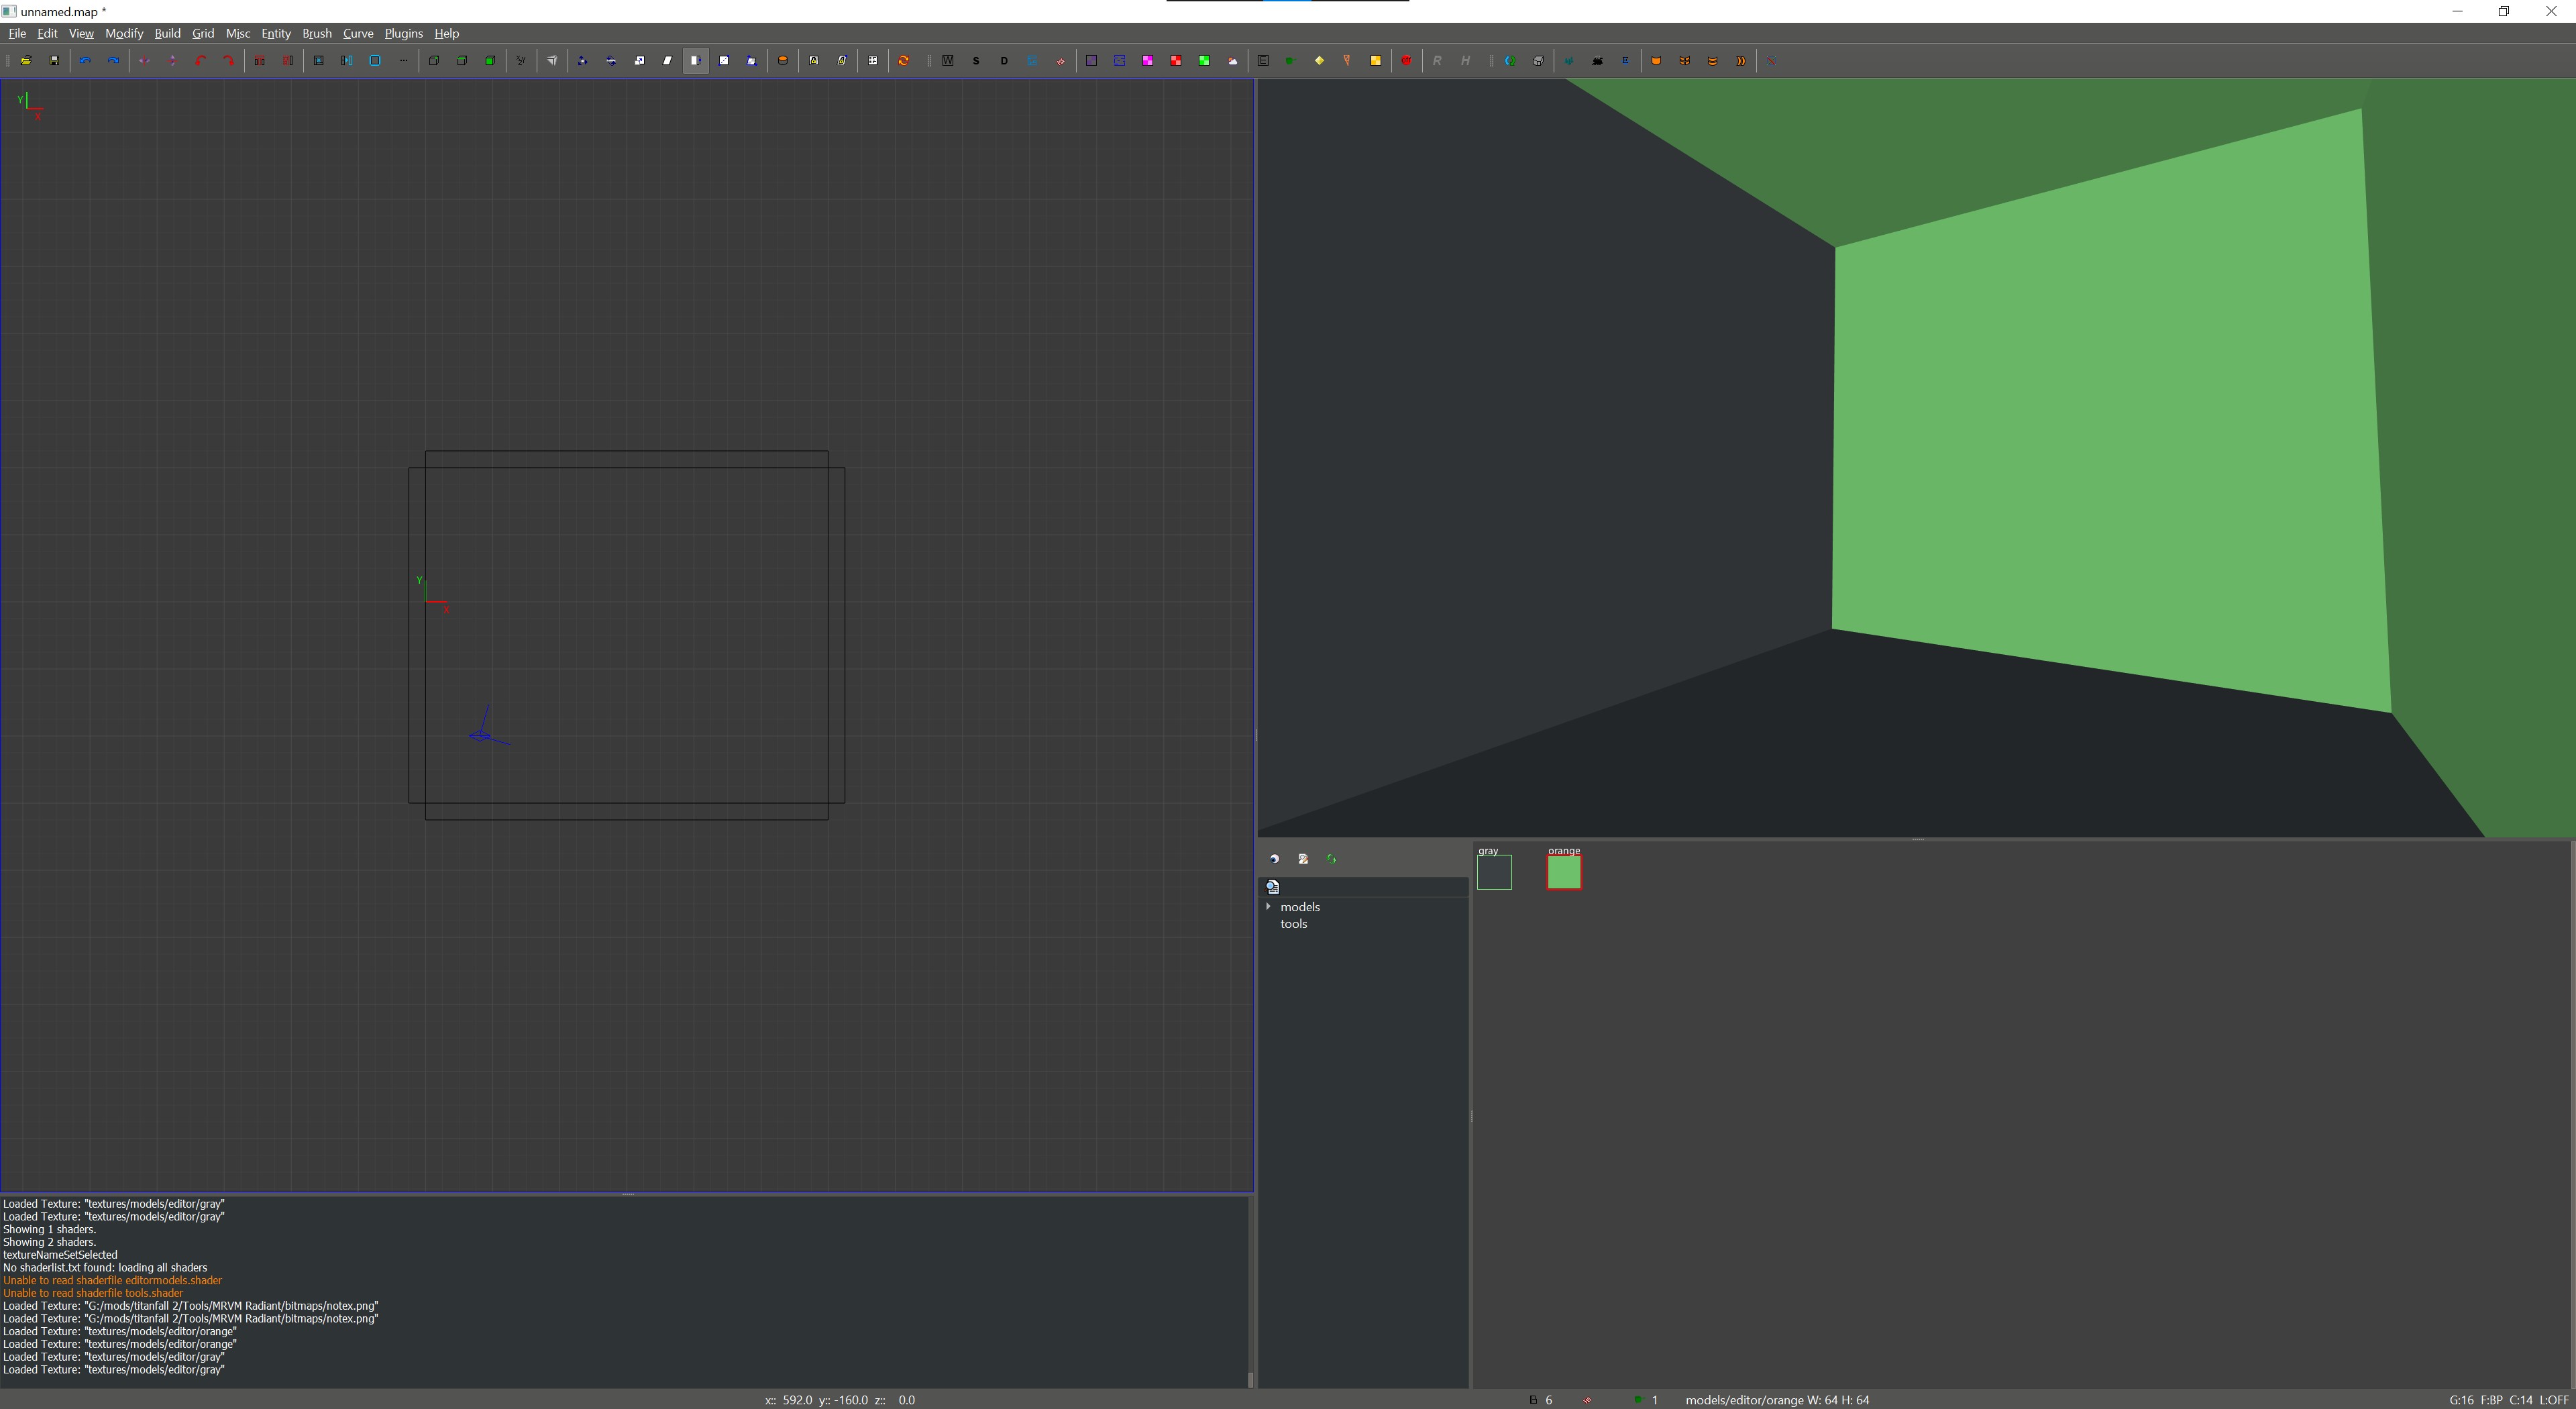 unnamed.map *
File Edit View Modify Build Grid Misc Entity Brush Curve Plugins Help
W S D E R H E
Y
X
Y
X
gray orange
models
tools
Loaded Texture: "textures/models/editor/gray"
Loaded Texture: "textures/models/editor/gray"
Showing 1 shaders.
Showing 2 shaders.
textureNameSetSelected
No shaderlist.txt found: loading all shaders
Unable to read shaderfile editormodels.shader
Unable to read shaderfile tools.shader
Loaded Texture: "G:/mods/titanfall 2/Tools/MRVM Radiant/bitmaps/notex.png"
Loaded Texture: "G:/mods/titanfall 2/Tools/MRVM Radiant/bitmaps/notex.png"
Loaded Texture: "textures/models/editor/orange"
Loaded Texture: "textures/models/editor/orange"
Loaded Texture: "textures/models/editor/gray"
Loaded Texture: "textures/models/editor/gray"
x:: 592.0 y:: -160.0 z:: 0.0 6 1 models/editor/orange W: 64 H: 64 G:16 F:BP C:14 L:OFF